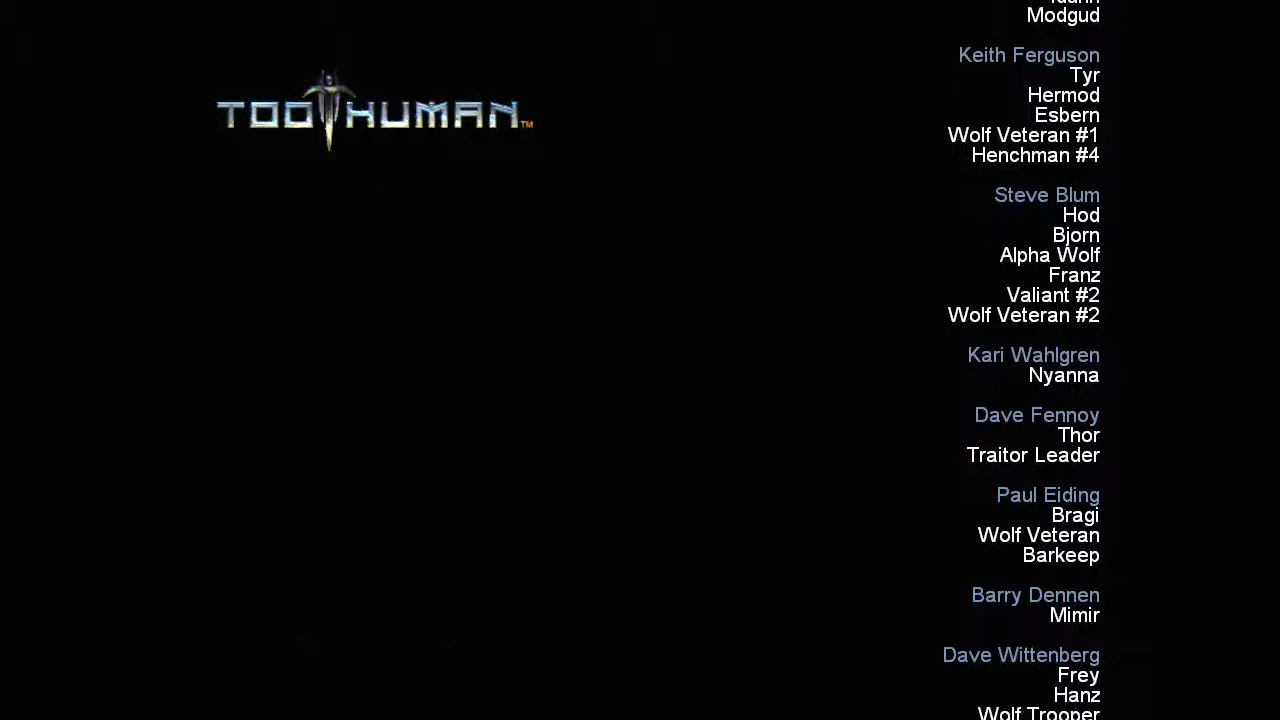 Modgud
TOO HUMAN™
Keith Ferguson
Tyr
Hermod
Esbern
Wolf Veteran #1
Henchman #4
Steve Blum
Hod
Bjorn
Alpha Wolf
Franz
Valiant #2
Wolf Veteran #2
Kari Wahlgren
Nyanna
Dave Fennoy
Thor
Traitor Leader
Paul Eiding
Bragi
Wolf Veteran
Barkeep
Barry Dennen
Mimir
Dave Wittenberg
Frey
Hanz
Wolf Trooper